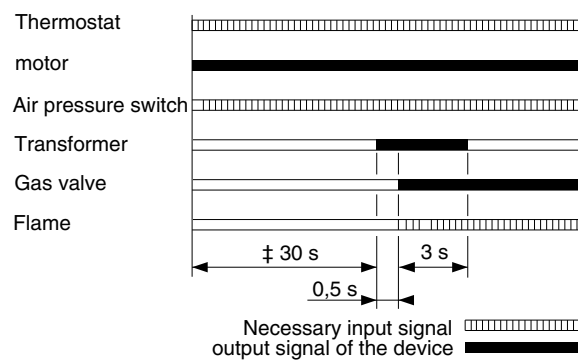 Thermostat
motor
Air pressure switch
Transformer
Gas valve
Flame
‡ 30 s
3 s
0,5 s
Necessary input signal
output signal of the device